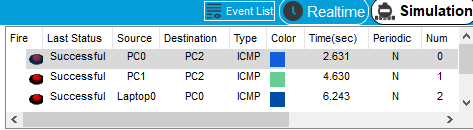 Event List Realtime Simulation
Fire Last Status Source Destination Type Color Time(sec) Periodic Num
Successful PC0 PC2 ICMP 2.631 N 0
Successful PC1 PC2 ICMP 4.630 N 1
Successful Laptop0 PC2 ICMP 6.243 N 2